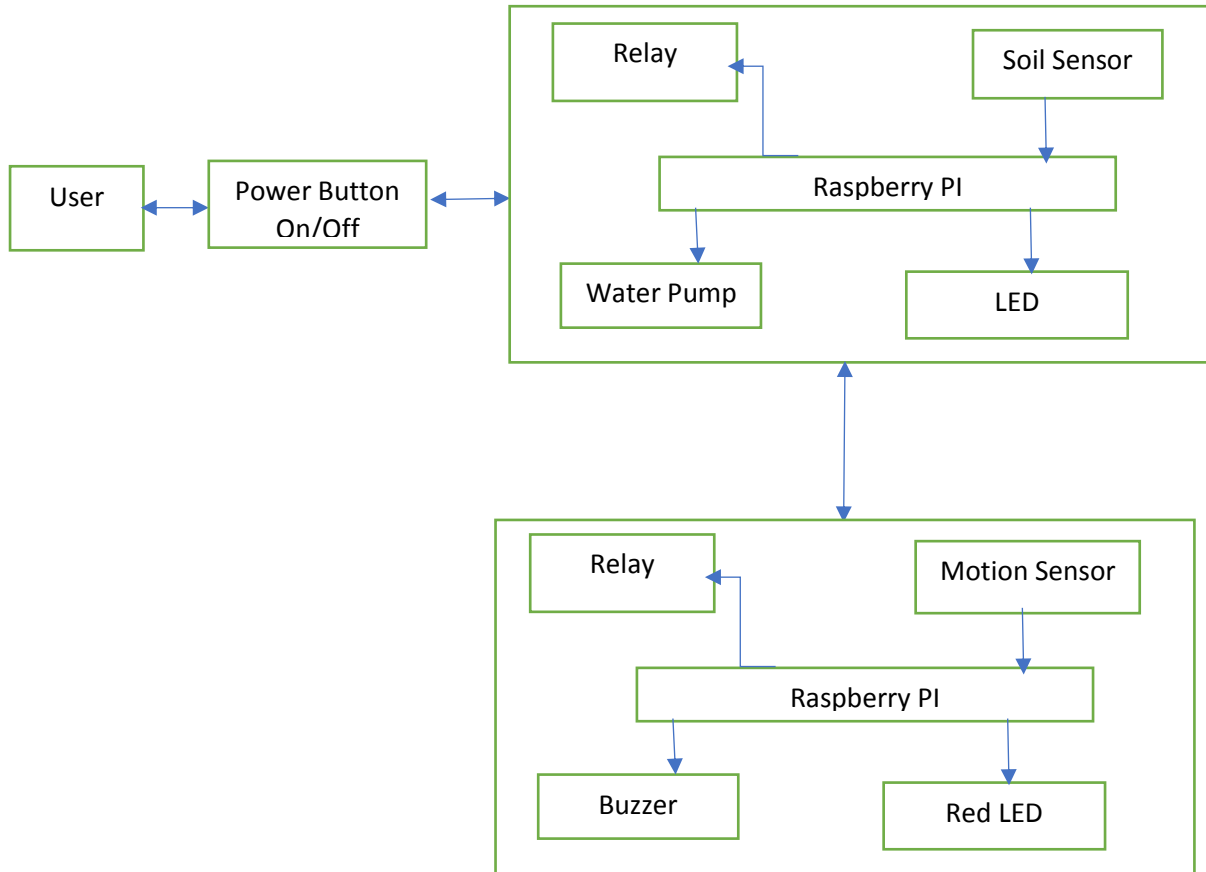 Relay
Soil Sensor
User
Power Button
On/Off
Raspberry PI
Water Pump
LED
Relay
Motion Sensor
Raspberry PI
Buzzer
Red LED